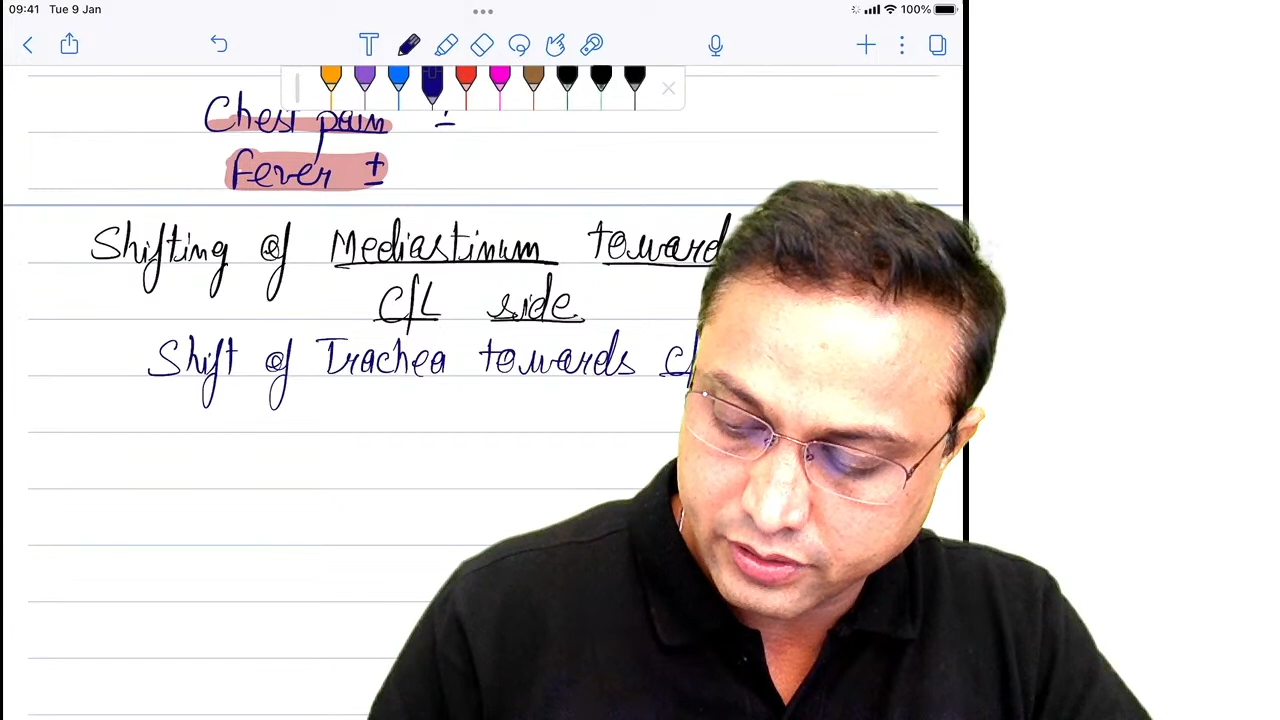 09:41 Tue 9 Jan
100%
T
Chest pain ±
Fever ±
Shifting of Mediastinum toward
C/L side
Shift of Trachea towards C/